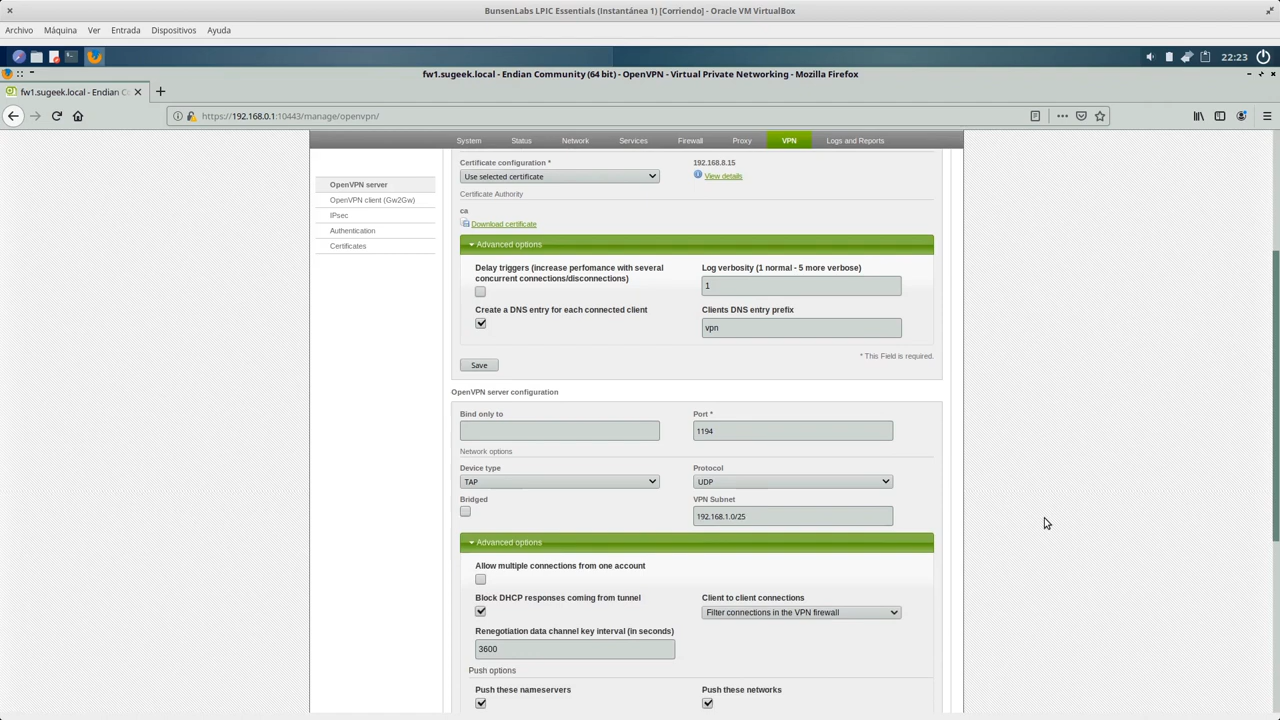 BunsenLabs LPIC Essentials (Instantánea 1) [Corriendo] - Oracle VM VirtualBox
Archivo Máquina Ver Entrada Dispositivos Ayuda
22:23
fw1.sugeek.local - Endian Community (64 bit) - OpenVPN - Virtual Private Networking - Mozilla Firefox
fw1.sugeek.local - Endian C
https://192.168.0.1:10443/manage/openvpn/
System Status Network Services Firewall Proxy VPN Logs and Reports
OpenVPN server
OpenVPN client (Gw2Gw)
IPsec
Authentication
Certificates
Certificate configuration * 192.168.8.15
Use selected certificate View details
Certificate Authority
ca
Download certificate
Advanced options
Delay triggers (increase perfomance with several
concurrent connections/disconnections)
Log verbosity (1 normal - 5 more verbose)
1
Create a DNS entry for each connected client Clients DNS entry prefix
vpn
* This Field is required.
Save
OpenVPN server configuration
Bind only to Port *
1194
Network options
Device type Protocol
TAP UDP
Bridged VPN Subnet
192.168.1.0/25
Advanced options
Allow multiple connections from one account
Block DHCP responses coming from tunnel Client to client connections
Filter connections in the VPN firewall
Renegotiation data channel key interval (in seconds)
3600
Push options
Push these nameservers Push these networks